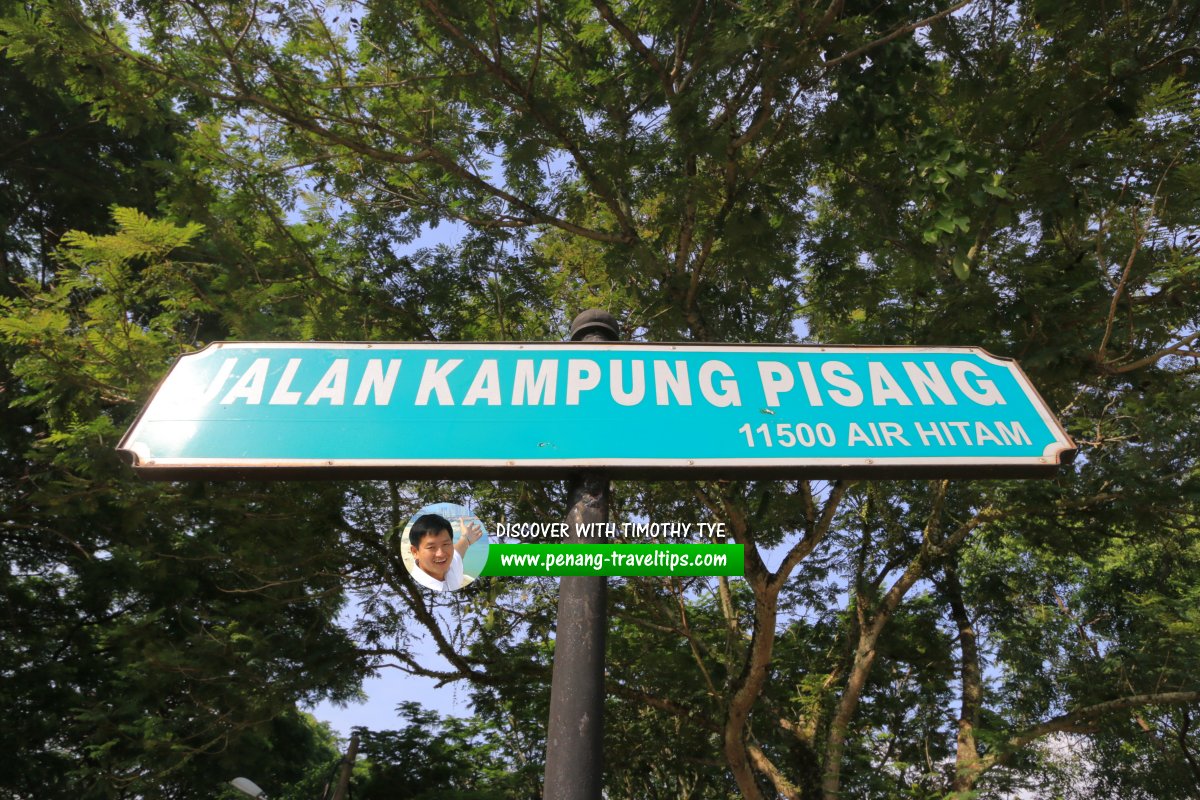 JALAN KAMPUNG PISANG
11500 AIR HITAM
DISCOVER WITH TIMOTHY TYE
www.penang-traveltips.com